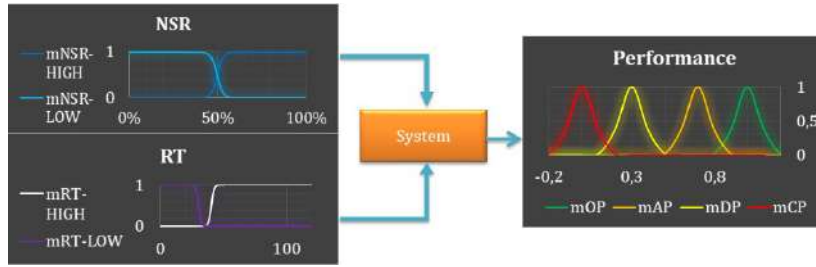 NSR
mNSR-
HIGH
mNSR-
LOW
1
0
0%
50%
100%
RT
mRT-
HIGH
mRT-LOW
1
0
0
100
System
Performance
1
0,5
0
-0,2
0,3
0,8
mOP
mAP
mDP
mCP